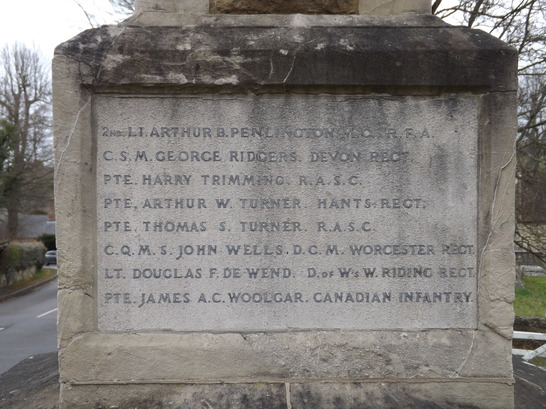 2ND. LT. ARTHUR B. PENLINGTON, M.C., R.F.A.
C.S.M. GEORGE RIDGERS. DEVON REGT.
PTE. HARRY TRIMMING. R.A.S.C.
PTE. ARTHUR W. TURNER. HANTS. REGT.
PTE. THOMAS S. TURNER. R.A.S.C.
C.Q.M.S. JOHN WELLS. D.C.M. WORCESTER REGT.
LT. DOUGLAS F. DE WEND. D. OF W'S W. RIDING REGT.
PTE. JAMES A.C. WOOLGAR. CANADIAN INFANTRY.